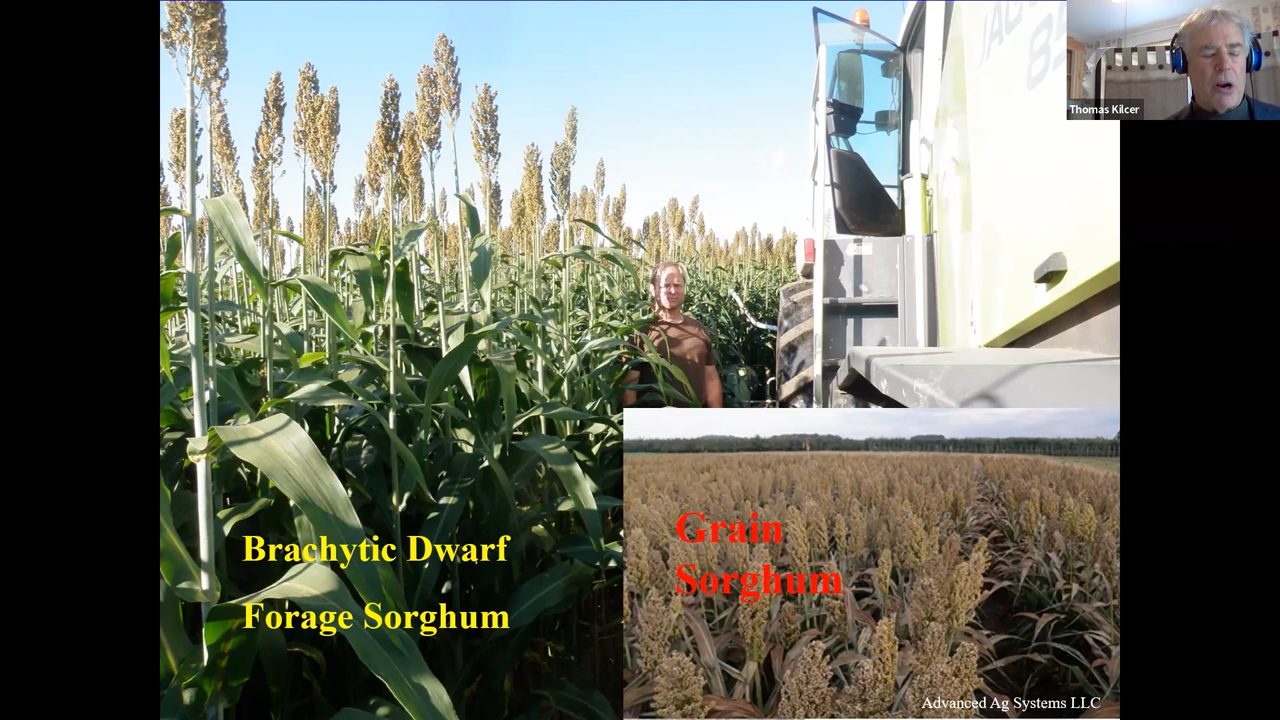 Thomas Kilcer
Brachytic Dwarf
Forage Sorghum
Grain
Sorghum
Advanced Ag Systems LLC